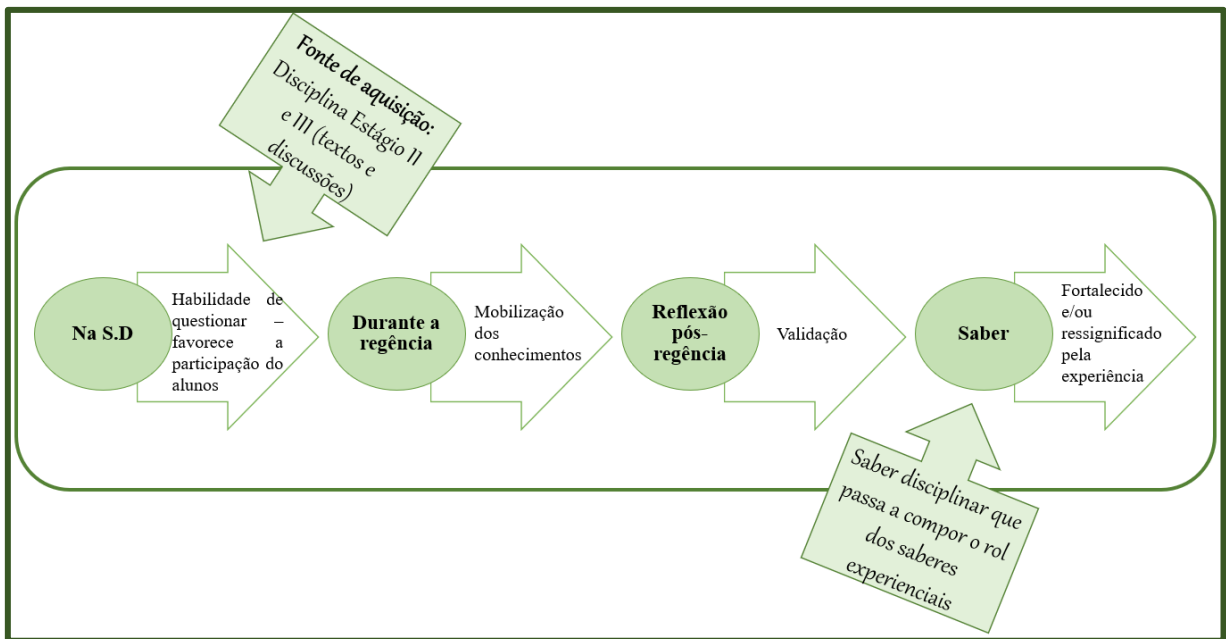 Fonte de aquisição:
Disciplina Estágio II
e III (textos e
discussões)
Na S.D
Habilidade de
questionar –
favorece a
participação do
alunos
Durante a
regência
Mobilização
dos
conhecimentos
Reflexão
pós-
regência
Validação
Saber
Fortalecido
e/ou
ressignificado
pela
experiência
Saber disciplinar que
passa a compor o rol
dos saberes
experienciais